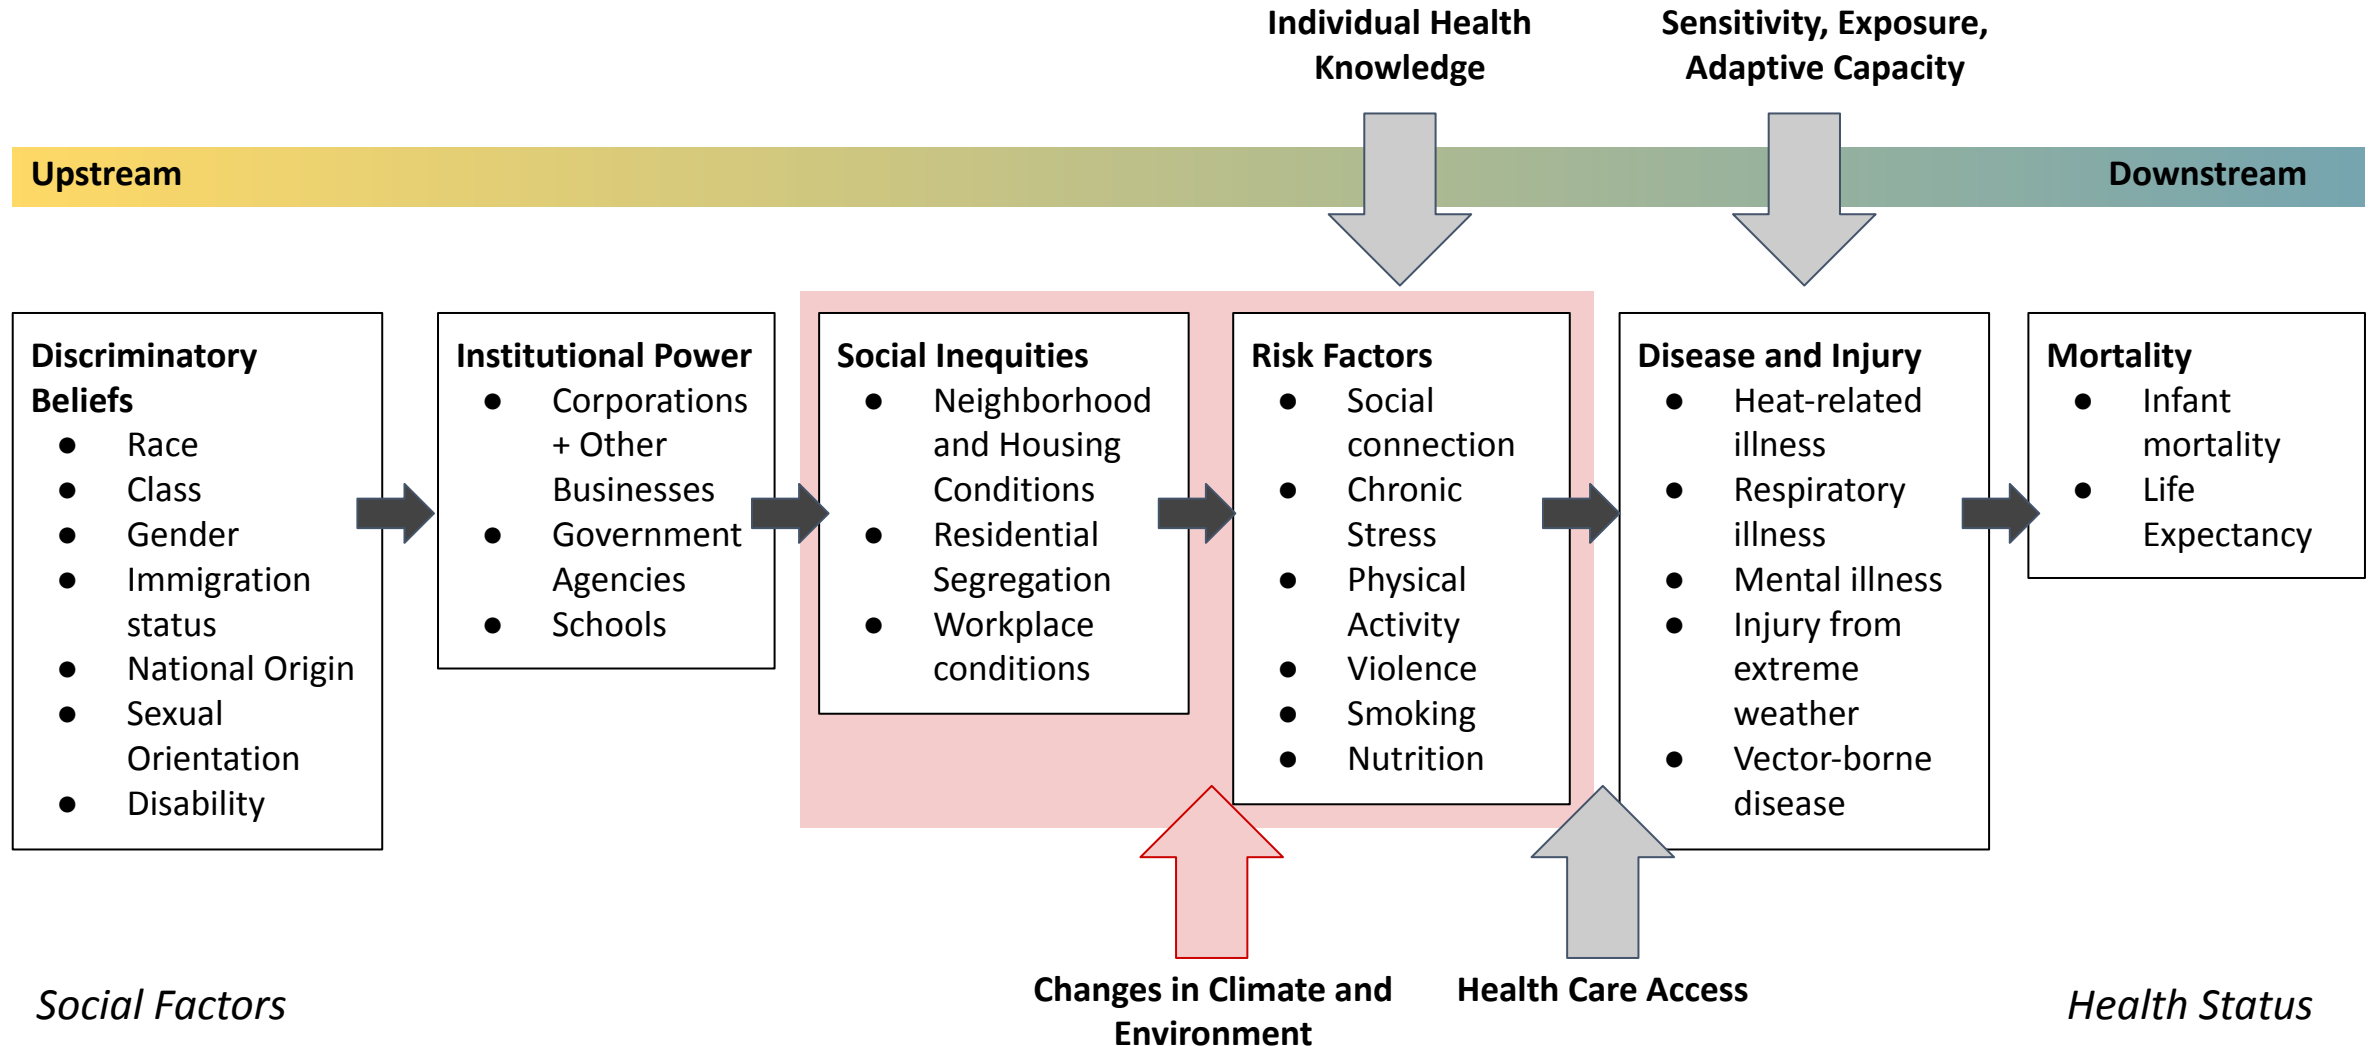 Individual Health
Knowledge
Sensitivity, Exposure,
Adaptive Capacity
Upstream
Downstream
Discriminatory
Beliefs
● Race
● Class
● Gender
● Immigration
status
● National Origin
● Sexual
Orientation
● Disability
Institutional Power
● Corporations
+ Other
Businesses
● Government
Agencies
● Schools
Social Inequities
● Neighborhood
and Housing
Conditions
● Residential
Segregation
● Workplace
conditions
Risk Factors
● Social
connection
● Chronic
Stress
● Physical
Activity
● Violence
● Smoking
● Nutrition
Disease and Injury
● Heat-related
illness
● Respiratory
illness
● Mental illness
● Injury from
extreme
weather
● Vector-borne
disease
Mortality
● Infant
mortality
● Life
Expectancy
Social Factors
Changes in Climate and
Environment
Health Care Access
Health Status